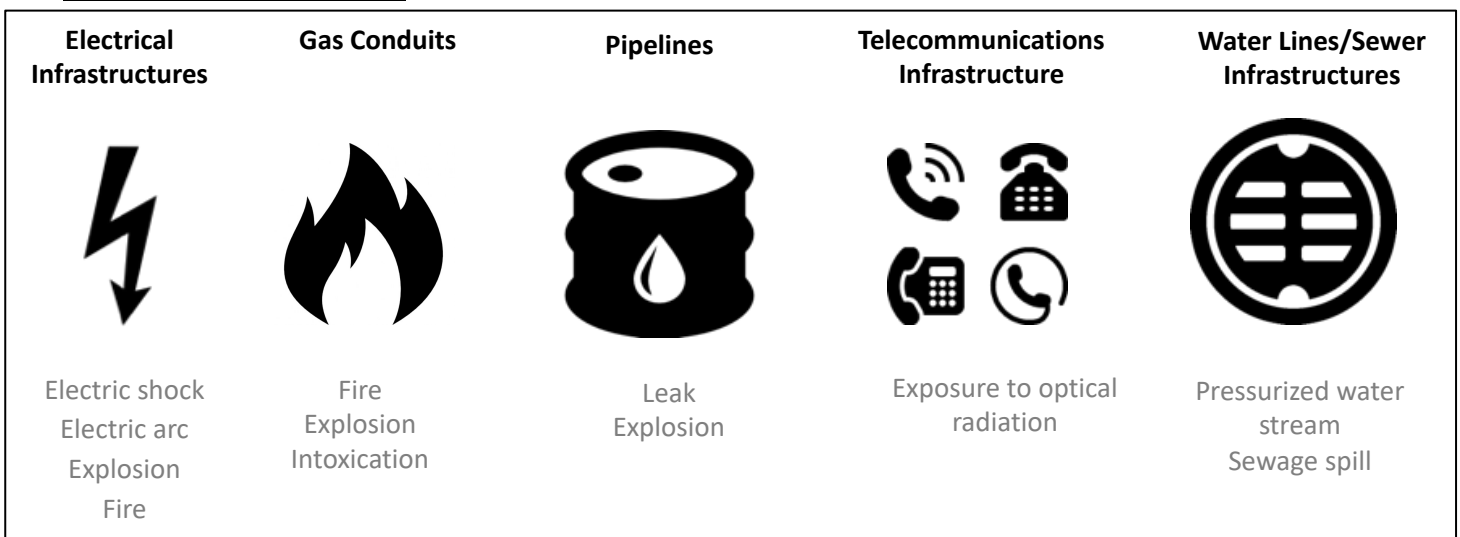 Electrical
Infrastructures
Gas Conduits
Pipelines
Telecommunications
Infrastructure
Water Lines/Sewer
Infrastructures
Electric shock
Electric arc
Explosion
Fire
Fire
Explosion
Intoxication
Leak
Explosion
Exposure to optical
radiation
Pressurized water
stream
Sewage spill